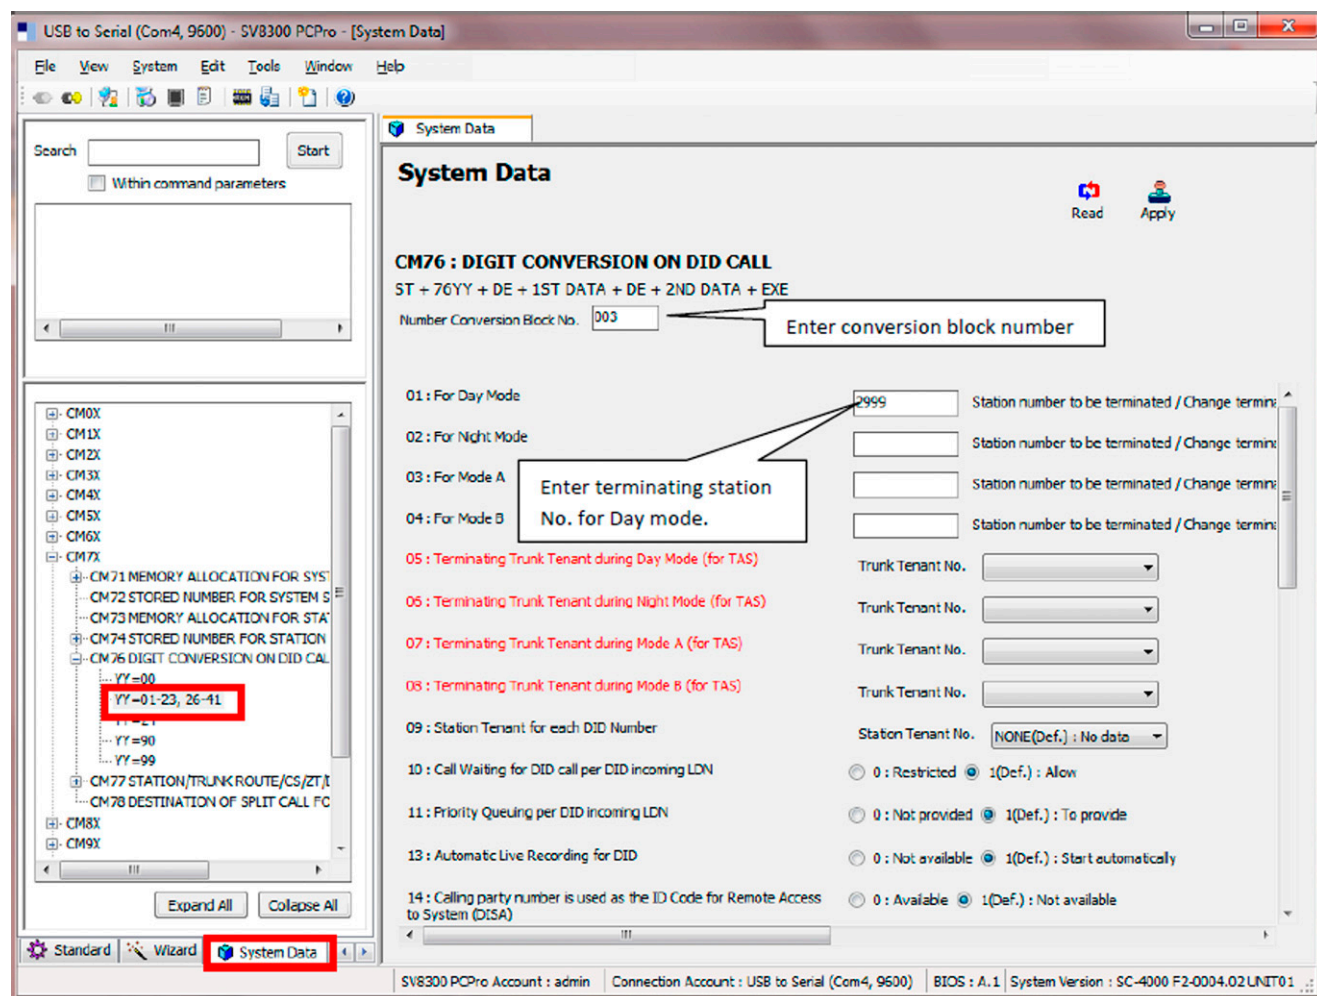 USB to Serial (Com4, 9600) - SV8300 PCPro - [System Data]
File View System Edit Tools Window Help
Search Start
Within command parameters
CM0X
CM1X
CM2X
CM3X
CM4X
CM5X
CM6X
CM7X
CM71 MEMORY ALLOCATION FOR SYS
CM72 STORED NUMBER FOR SYSTEM S
CM73 MEMORY ALLOCATION FOR STA
CM74 STORED NUMBER FOR STATION
CM76 DIGIT CONVERSION ON DID CAL
YY=00
YY=01-23, 26-41
YY=90
YY=99
CM77 STATION/TRUNK ROUTE/CS/ZT/
CM78 DESTINATION OF SPLIT CALL FO
CM8X
CM9X
Expand All Collapse All
Standard Wizard System Data
System Data
System Data
Read Apply
CM76 : DIGIT CONVERSION ON DID CALL
ST + 76YY + DE + 1ST DATA + DE + 2ND DATA + EXE
Number Conversion Block No. 003
Enter conversion block number
01 : For Day Mode 2999 Station number to be terminated / Change termin
02 : For Night Mode Station number to be terminated / Change termin
03 : For Mode A Station number to be terminated / Change termin
04 : For Mode B Station number to be terminated / Change termin
Enter terminating station
No. for Day mode.
05 : Terminating Trunk Tenant during Day Mode (for TAS) Trunk Tenant No.
06 : Terminating Trunk Tenant during Night Mode (for TAS) Trunk Tenant No.
07 : Terminating Trunk Tenant during Mode A (for TAS) Trunk Tenant No.
08 : Terminating Trunk Tenant during Mode B (for TAS) Trunk Tenant No.
09 : Station Tenant for each DID Number Station Tenant No. NONE(Def.) : No data
10 : Call Waiting for DID call per DID incoming LDN 0 : Restricted 1(Def.) : Allow
11 : Priority Queuing per DID incoming LDN 0 : Not provided 1(Def.) : To provide
13 : Automatic Live Recording for DID 0 : Not available 1(Def.) : Start automatically
14 : Calling party number is used as the ID Code for Remote Access 0 : Available 1(Def.) : Not available
to System (DISA)
SV8300 PCPro Account : admin Connection Account : USB to Serial (Com4, 9600) BIOS : A.1 System Version : SC-4000 F2-0004.02 UNIT01